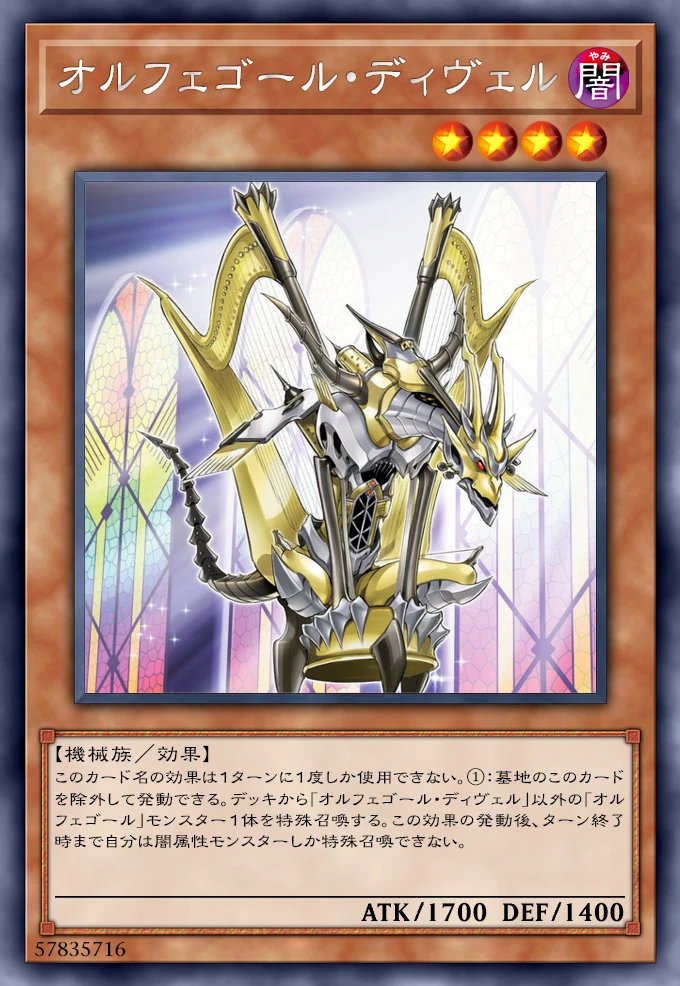 オルフェゴール・ディヴェル
やみ
闇
【機械族／効果】
このカード名の効果は1ターンに1度しか使用できない。①：墓地のこのカード
を除外して発動できる。デッキから「オルフェゴール・ディヴェル」以外の「オル
フェゴール」モンスター1体を特殊召喚する。この効果の発動後、ターン終了
時まで自分は闇属性モンスターしか特殊召喚できない。
ATK/1700 DEF/1400
57835716